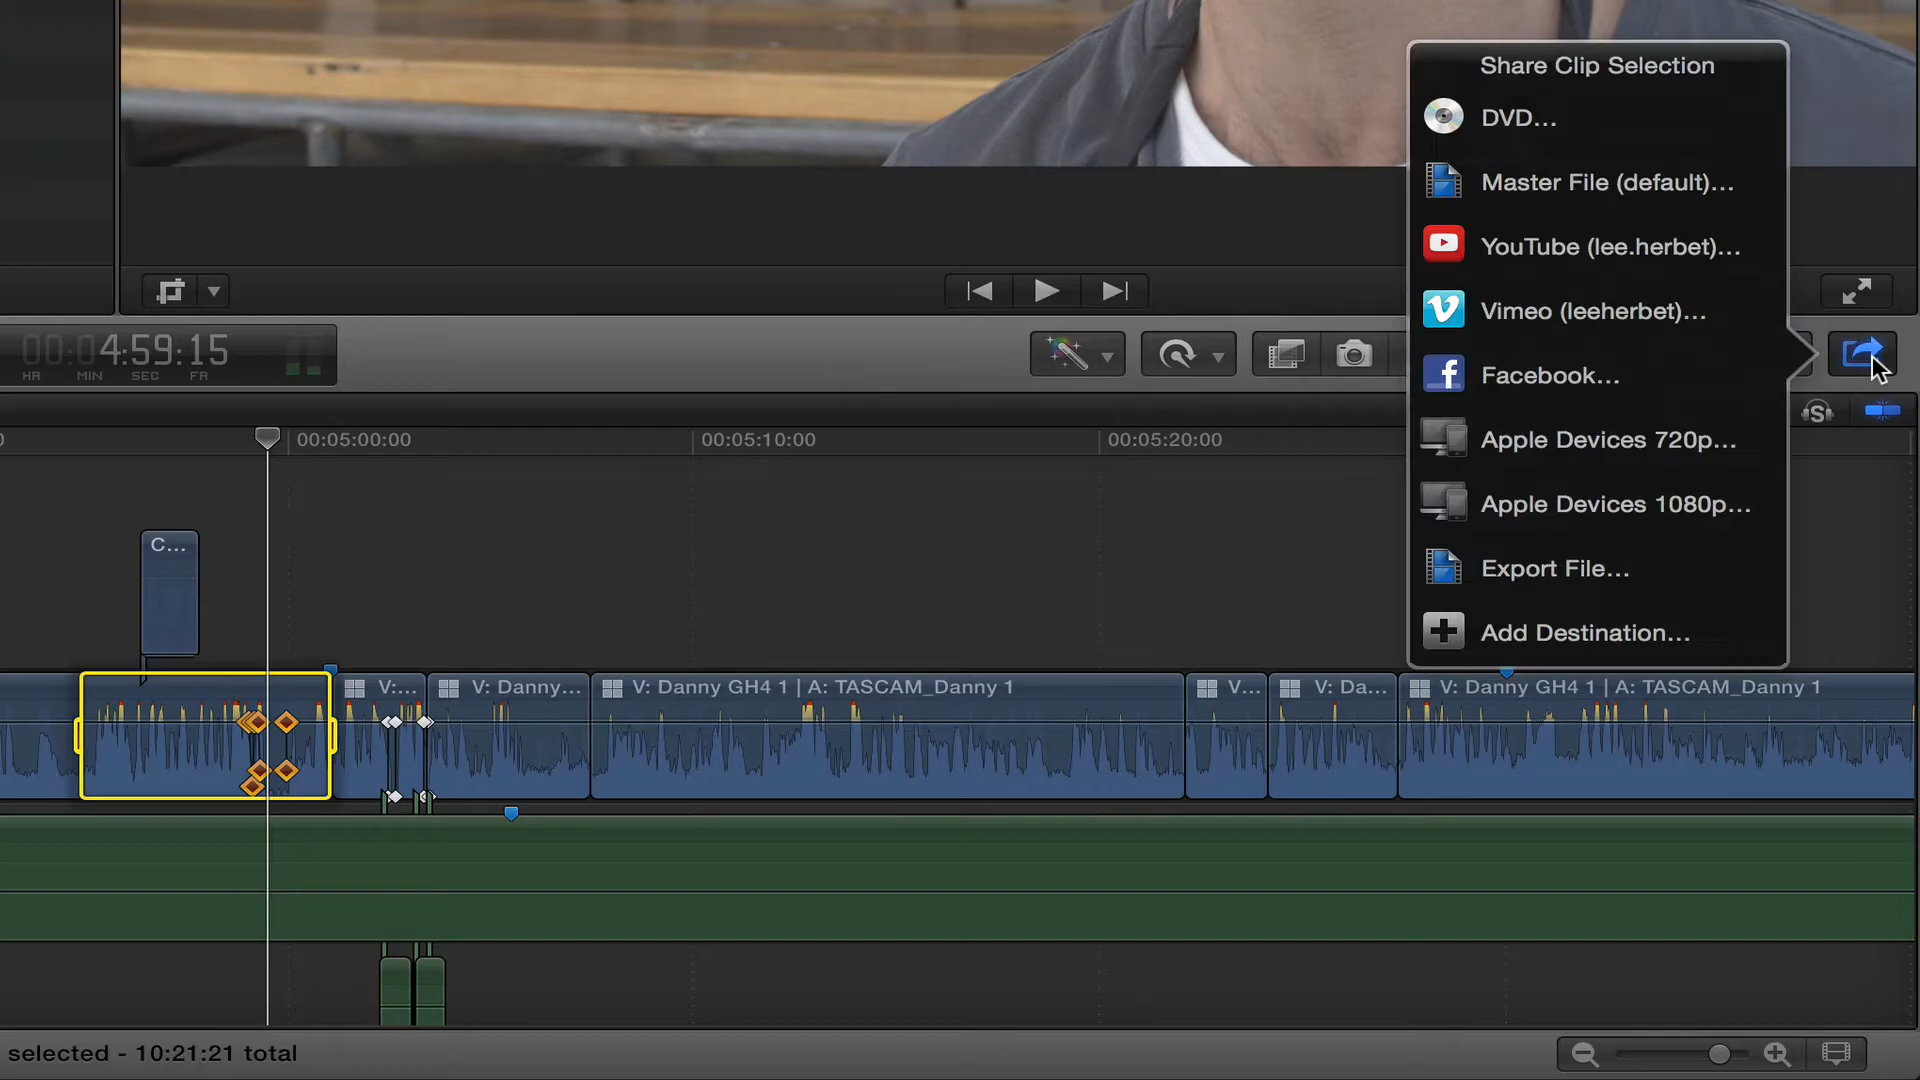 Share Clip Selection
DVD...
Master File (default)...
YouTube (lee.herbet)...
Vimeo (leeherbet)...
Facebook...
Apple Devices 720p...
Apple Devices 1080p...
Export File...
Add Destination...
00:04:59:15
HR MIN SEC FR
00:05:00:00 00:05:10:00 00:05:20:00
C...
V:... V: Danny... V: Danny GH4 1 | A: TASCAM_Danny 1 V... V: Da... V: Danny GH4 1 | A: TASCAM_Danny 1
selected - 10:21:21 total